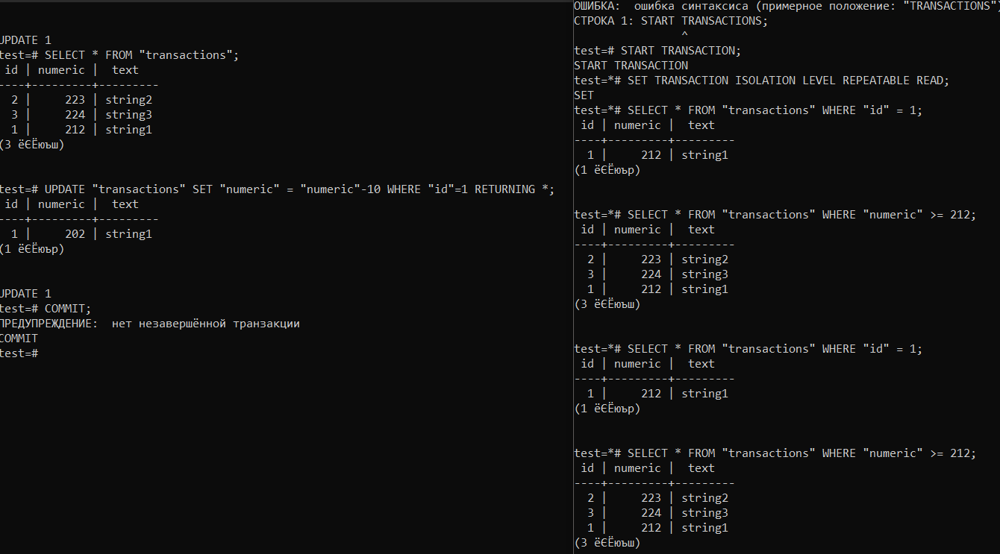 UPDATE 1
test=# SELECT * FROM "transactions";
 id | numeric |  text
----+---------+---------
  2 |     223 | string2
  3 |     224 | string3
  1 |     212 | string1
(3 ёЄЁюъш)
test=# UPDATE "transactions" SET "numeric" = "numeric"-10 WHERE "id"=1 RETURNING *;
 id | numeric |  text
----+---------+---------
  1 |     202 | string1
(1 ёЄЁюър)
UPDATE 1
test=# COMMIT;
ПРЕДУПРЕЖДЕНИЕ:  нет незавершённой транзакции
COMMIT
test=#
ОШИБКА:  ошибка синтаксиса (примерное положение: "TRANSACTIONS")
СТРОКА 1: START TRANSACTIONS;
                ^
test=# START TRANSACTION;
START TRANSACTION
test=*# SET TRANSACTION ISOLATION LEVEL REPEATABLE READ;
SET
test=*# SELECT * FROM "transactions" WHERE "id" = 1;
 id | numeric |  text
----+---------+---------
  1 |     212 | string1
(1 ёЄЁюър)
test=*# SELECT * FROM "transactions" WHERE "numeric" >= 212;
 id | numeric |  text
----+---------+---------
  2 |     223 | string2
  3 |     224 | string3
  1 |     212 | string1
(3 ёЄЁюъш)
test=*# SELECT * FROM "transactions" WHERE "id" = 1;
 id | numeric |  text
----+---------+---------
  1 |     212 | string1
(1 ёЄЁюър)
test=*# SELECT * FROM "transactions" WHERE "numeric" >= 212;
 id | numeric |  text
----+---------+---------
  2 |     223 | string2
  3 |     224 | string3
  1 |     212 | string1
(3 ёЄЁюъш)